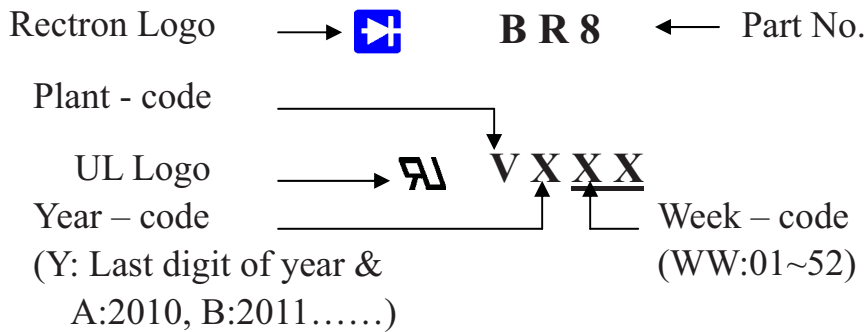 Rectron Logo B R 8 Part No.
Plant - code
UL Logo V X X X
Year – code Week – code
(Y: Last digit of year & (WW:01~52)
A:2010, B:2011……)